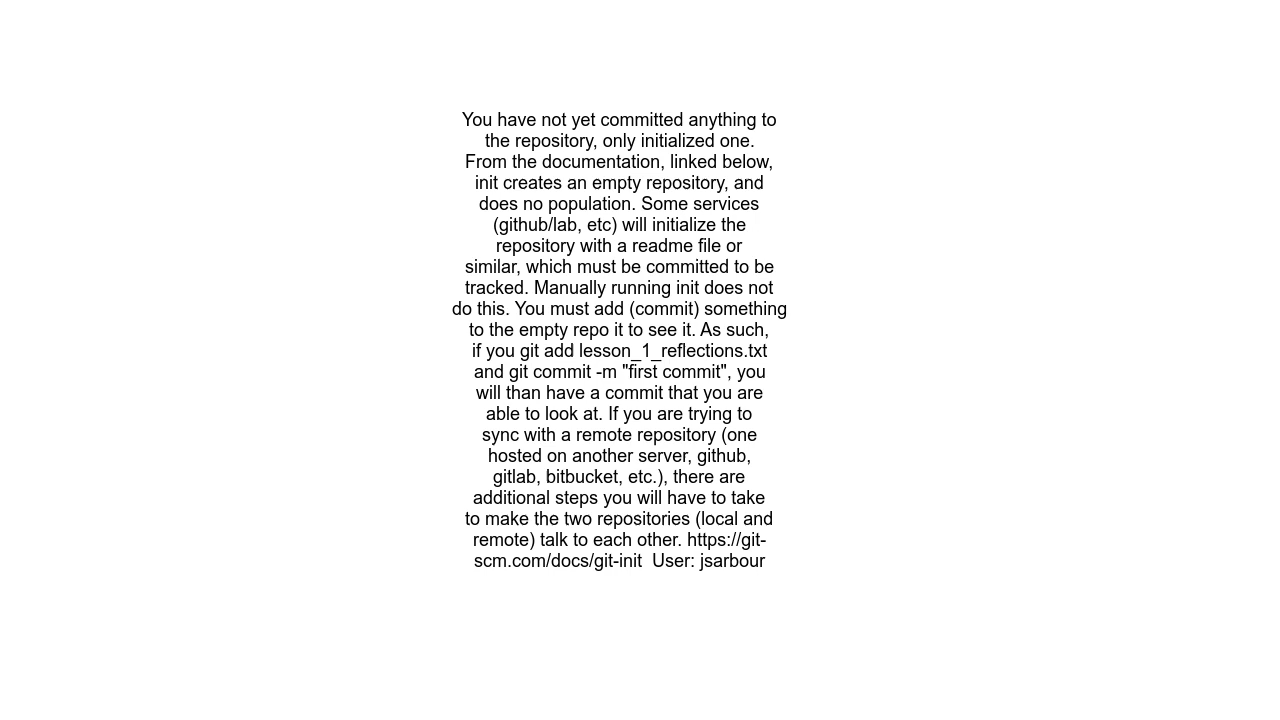 You have not yet committed anything to
the repository, only initialized one.
From the documentation, linked below,
init creates an empty repository, and
does no population. Some services
(github/lab, etc) will initialize the
repository with a readme file or
similar, which must be committed to be
tracked. Manually running init does not
do this. You must add (commit) something
to the empty repo it to see it. As such,
if you git add lesson_1_reflections.txt
and git commit -m "first commit", you
will than have a commit that you are
able to look at. If you are trying to
sync with a remote repository (one
hosted on another server, github,
gitlab, bitbucket, etc.), there are
additional steps you will have to take
to make the two repositories (local and
remote) talk to each other. https://git-
scm.com/docs/git-init  User: jsarbour